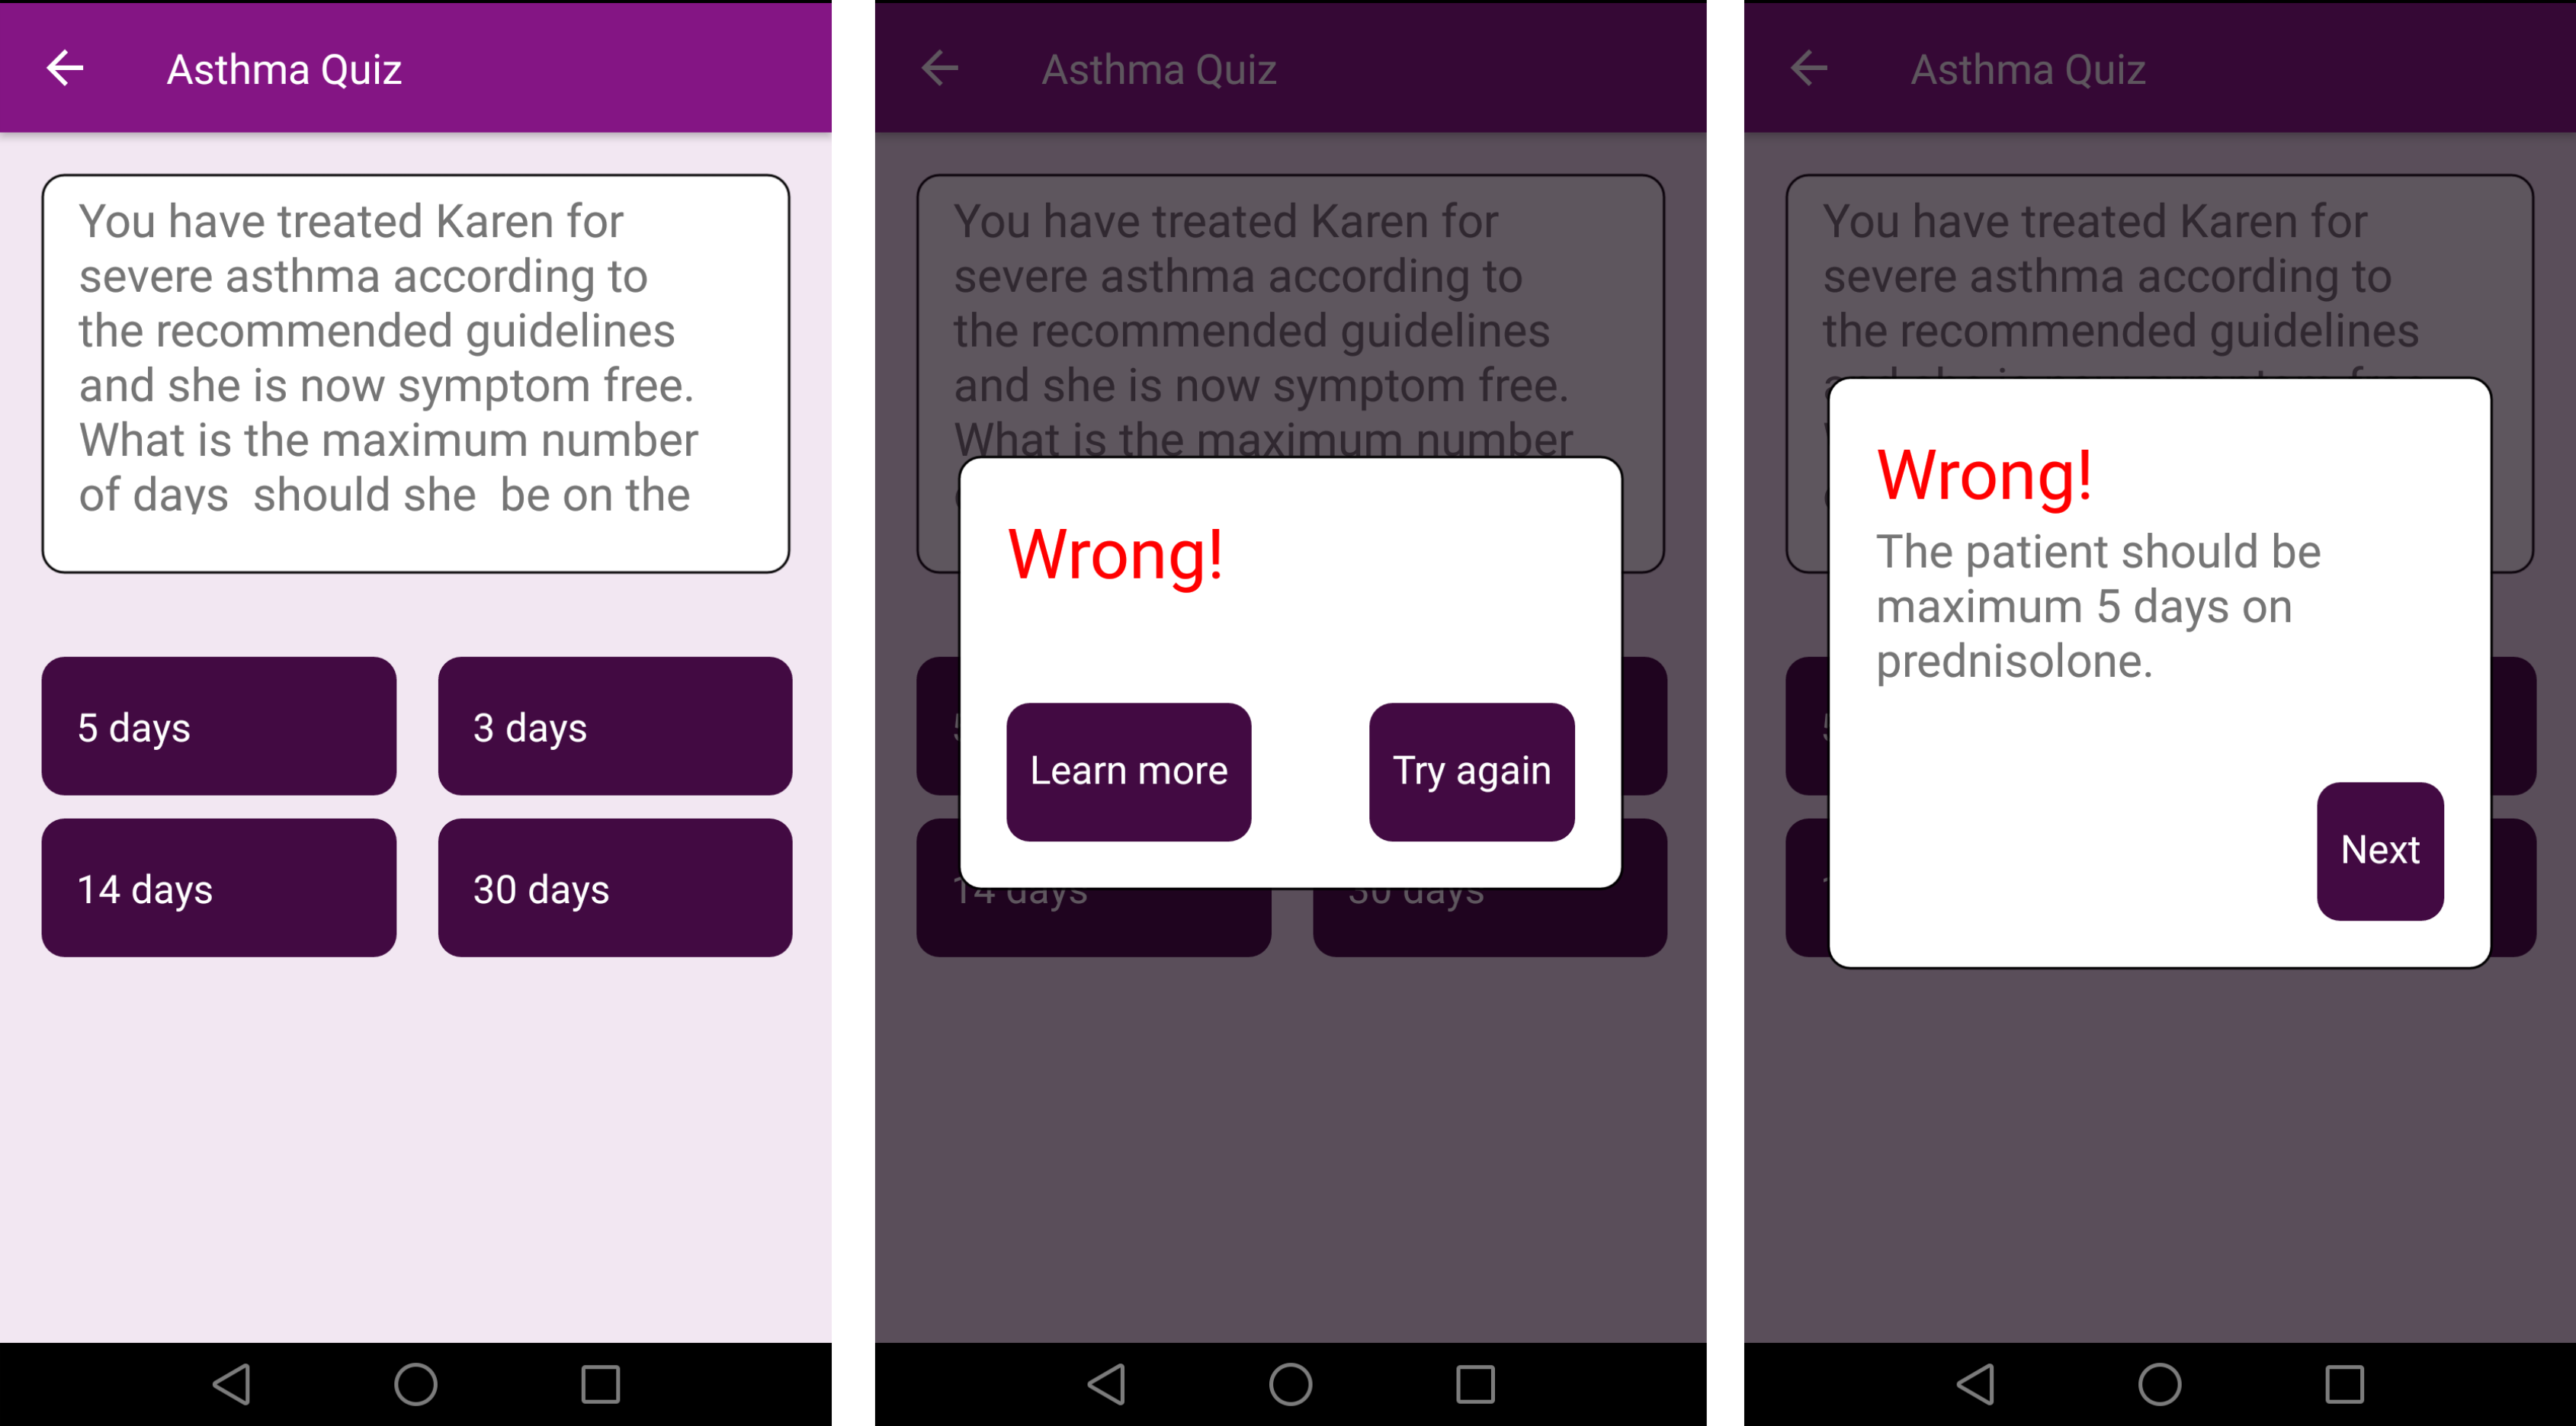 Asthma Quiz
You have treated Karen for
severe asthma according to
the recommended guidelines
and she is now symptom free.
What is the maximum number
of days  should she  be on the
5 days
3 days
14 days
30 days
Asthma Quiz
You have treated Karen for
severe asthma according to
the recommended guidelines
and she is now symptom free.
What is the maximum number
Wrong!
Learn more
Try again
14 days
30 days
Asthma Quiz
You have treated Karen for
severe asthma according to
the recommended guidelines
Wrong!
The patient should be
maximum 5 days on
prednisolone.
Next